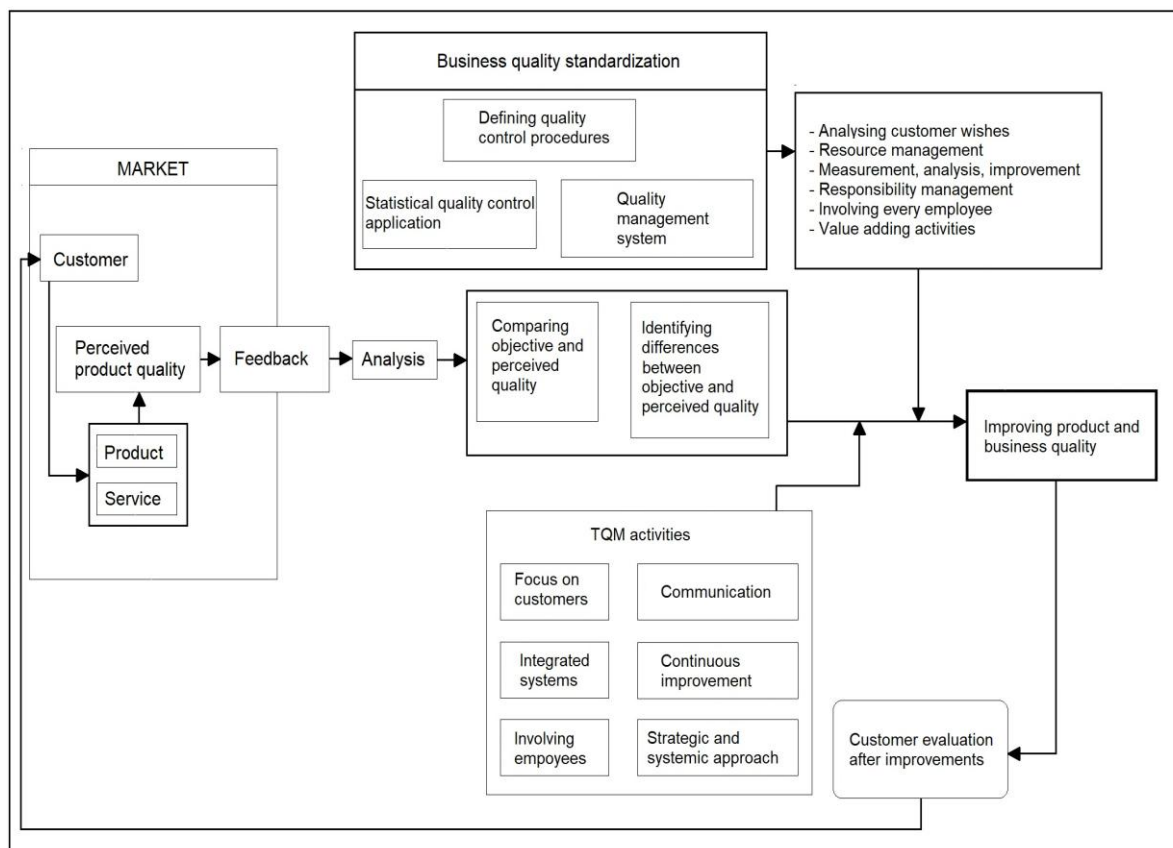 Business quality standardization
Defining quality
control procedures
Statistical quality control
application
Quality
management
system
- Analysing customer wishes
- Resource management
- Measurement, analysis, improvement
- Responsibility management
- Involving every employee
- Value adding activities
MARKET
Customer
Perceived
product quality
Product
Service
Feedback
Analysis
Comparing
objective and
perceived
quality
Identifying
differences
between
objective and
perceived quality
Improving product and
business quality
TQM activities
Focus on
customers
Communication
Integrated
systems
Continuous
improvement
Involving
empoyees
Strategic and
systemic approach
Customer evaluation
after improvements